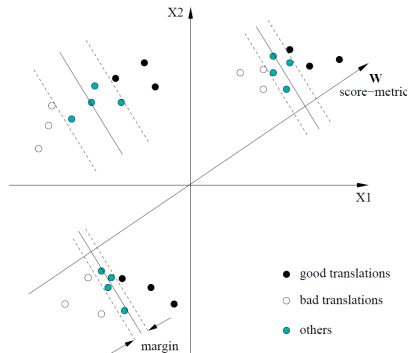 X2
W
score−metric
X1
good translations
bad translations
others
margin